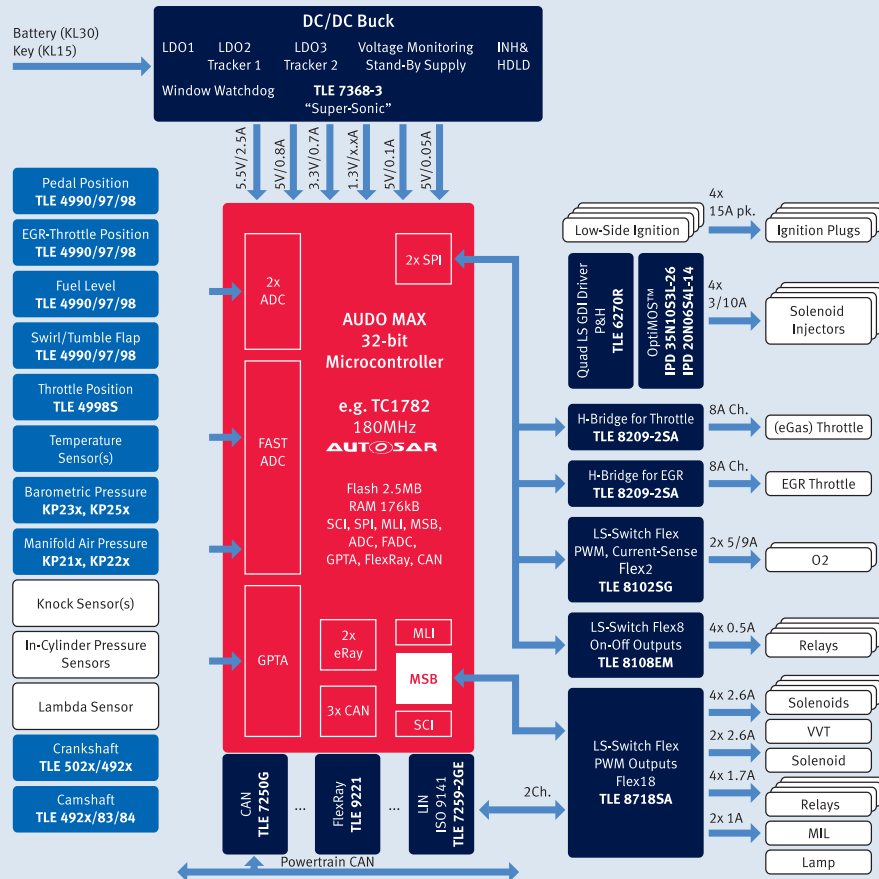 DC/DC Buck
Battery (KL30)
Key (KL15)
LDO1
LDO2
Tracker 1
LDO3
Tracker 2
Voltage Monitoring
Stand-By Supply
INH&
HDLD
Window Watchdog
TLE 7368-3
“Super-Sonic”
5.5V/2.5A
5V/0.8A
3.3V/0.7A
1.3V/x.xA
5V/0.1A
5V/0.05A
Pedal Position
TLE 4990/97/98
EGR-Throttle Position
TLE 4990/97/98
Fuel Level
TLE 4990/97/98
Swirl/Tumble Flap
TLE 4990/97/98
Throttle Position
TLE 4998S
Temperature
Sensor(s)
Barometric Pressure
KP23x, KP25x
Manifold Air Pressure
KP21x, KP22x
Knock Sensor(s)
In-Cylinder Pressure
Sensors
Lambda Sensor
Crankshaft
TLE 502x/492x
Camshaft
TLE 492x/83/84
2x
ADC
2x SPI
AUDO MAX
32-bit
Microcontroller
e.g. TC1782
180MHz
AUTOSAR
FAST
ADC
Flash 2.5MB
RAM 176kB
SCI, SPI, MLI, MSB,
ADC, FADC,
GPTA, FlexRay, CAN
GPTA
2x
eRay
MLI
MSB
3x CAN
SCI
CAN
TLE 7250G
...
FlexRay
TLE 9221
...
LIN
ISO 9141
TLE 7259-2GE
Powertrain CAN
2Ch.
Low-Side Ignition
4x
15A pk.
Ignition Plugs
Quad LS GDI Driver
P&H
TLE 6270R
OptiMOS™
IPD 35N10S3L-26
IPD 20N06S4L-14
4x
3/10A
Solenoid
Injectors
H-Bridge for Throttle
TLE 8209-2SA
8A Ch.
(eGas) Throttle
H-Bridge for EGR
TLE 8209-2SA
8A Ch.
EGR Throttle
LS-Switch Flex
PWM, Current-Sense
Flex2
TLE 8102SG
2x 5/9A
O2
LS-Switch Flex8
On-Off Outputs
TLE 8108EM
4x 0.5A
Relays
LS-Switch Flex
PWM Outputs
Flex18
TLE 8718SA
4x 2.6A
Solenoids
VVT
2x 2.6A
Solenoid
4x 1.7A
Relays
2x 1A
MIL
Lamp